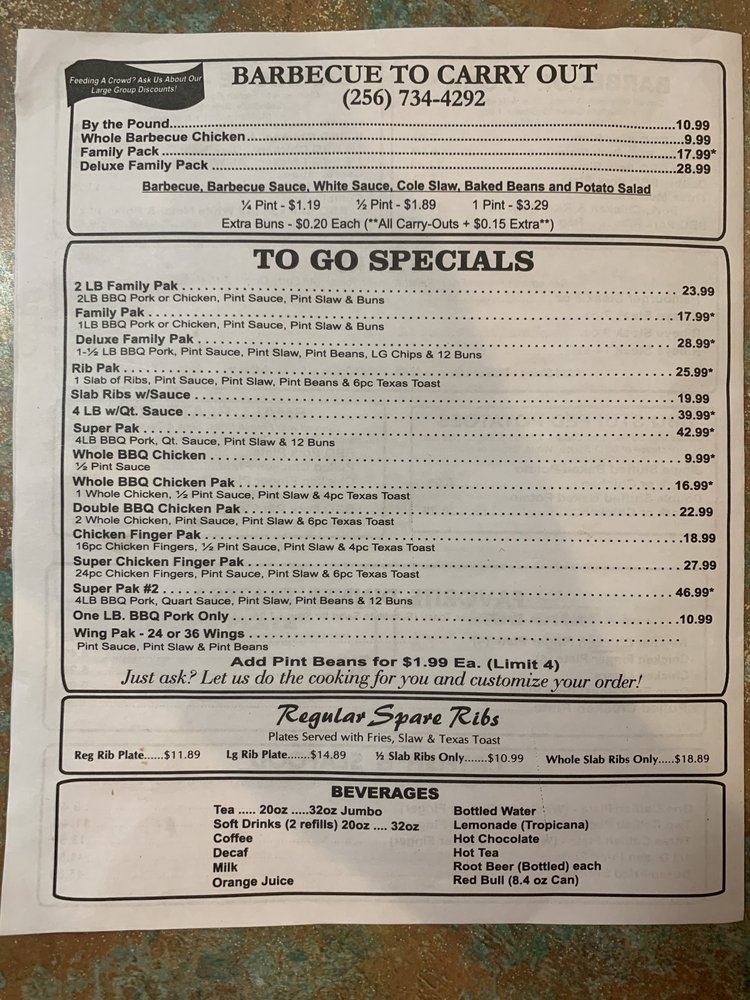 Feeding A Crowd? Ask Us About Our
Large Group Discounts!
BARBECUE TO CARRY OUT
(256) 734-4292
By the Pound...10.99
Whole Barbecue Chicken...9.99
Family Pack...17.99*
Deluxe Family Pack...28.99
Barbecue, Barbecue Sauce, White Sauce, Cole Slaw, Baked Beans and Potato Salad
¼ Pint - $1.19 ½ Pint - $1.89 1 Pint - $3.29
Extra Buns - $0.20 Each (**All Carry-Outs + $0.15 Extra**)
TO GO SPECIALS
2 LB Family Pak...23.99
2LB BBQ Pork or Chicken, Pint Sauce, Pint Slaw & Buns
Family Pak...17.99*
1LB BBQ Pork or Chicken, Pint Sauce, Pint Slaw & Buns
Deluxe Family Pak...28.99*
1-½ LB BBQ Pork, Pint Sauce, Pint Slaw, Pint Beans, LG Chips & 12 Buns
Rib Pak...25.99*
1 Slab of Ribs, Pint Sauce, Pint Slaw, Pint Beans & 6pc Texas Toast
Slab Ribs w/Sauce...19.99
4 LB w/Qt. Sauce...39.99*
Super Pak...42.99*
4LB BBQ Pork, Qt. Sauce, Pint Slaw & 12 Buns
Whole BBQ Chicken...9.99*
½ Pint Sauce
Whole BBQ Chicken Pak...16.99*
1 Whole Chicken, ½ Pint Sauce, Pint Slaw & 4pc Texas Toast
Double BBQ Chicken Pak...22.99
2 Whole Chicken, Pint Sauce, Pint Slaw & 6pc Texas Toast
Chicken Finger Pak...18.99
16pc Chicken Fingers, ½ Pint Sauce, Pint Slaw & 4pc Texas Toast
Super Chicken Finger Pak...27.99
24pc Chicken Fingers, Pint Sauce, Pint Slaw & 6pc Texas Toast
Super Pak #2...46.99*
4LB BBQ Pork, Quart Sauce, Pint Slaw, Pint Beans & 12 Buns
One LB. BBQ Pork Only...10.99
Wing Pak - 24 or 36 Wings...
Pint Sauce, Pint Slaw & Pint Beans
Add Pint Beans for $1.99 Ea. (Limit 4)
Just ask? Let us do the cooking for you and customize your order!
Regular Spare Ribs
Plates Served with Fries, Slaw & Texas Toast
Reg Rib Plate......$11.89 Lg Rib Plate......$14.89 ½ Slab Ribs Only.......$10.99 Whole Slab Ribs Only.....$18.89
BEVERAGES
Tea ..... 20oz .....32oz Jumbo
Soft Drinks (2 refills) 20oz .... 32oz
Coffee
Decaf
Milk
Orange Juice
Bottled Water
Lemonade (Tropicana)
Hot Chocolate
Hot Tea
Root Beer (Bottled) each
Red Bull (8.4 oz Can)